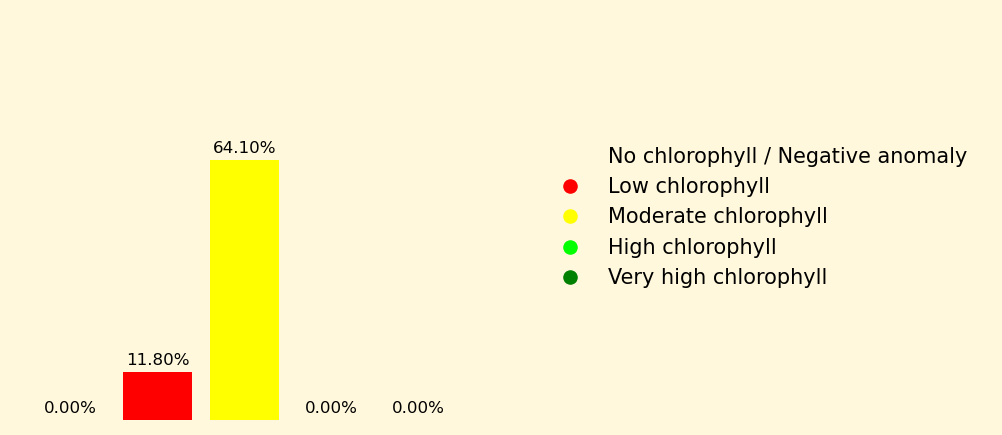 64.10%
11.80%
0.00%
0.00%
0.00%
No chlorophyll / Negative anomaly
Low chlorophyll
Moderate chlorophyll
High chlorophyll
Very high chlorophyll